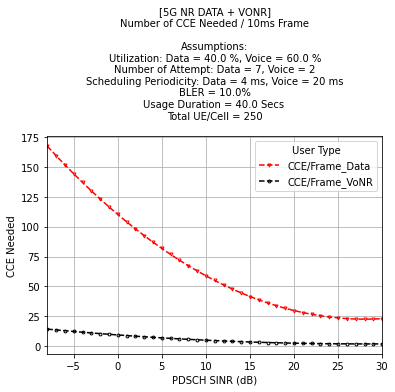 [5G NR DATA + VONR]
Number of CCE Needed / 10ms Frame
Assumptions:
Utilization: Data = 40.0 %, Voice = 60.0 %
Number of Attempt: Data = 7, Voice = 2
Scheduling Periodicity: Data = 4 ms, Voice = 20 ms
BLER = 10.0%
Usage Duration = 40.0 Secs
Total UE/Cell = 250
175
150
125
100
75
50
25
0
CCE Needed
User Type
CCE/Frame_Data
CCE/Frame_VoNR
−5 0 5 10 15 20 25 30
PDSCH SINR (dB)